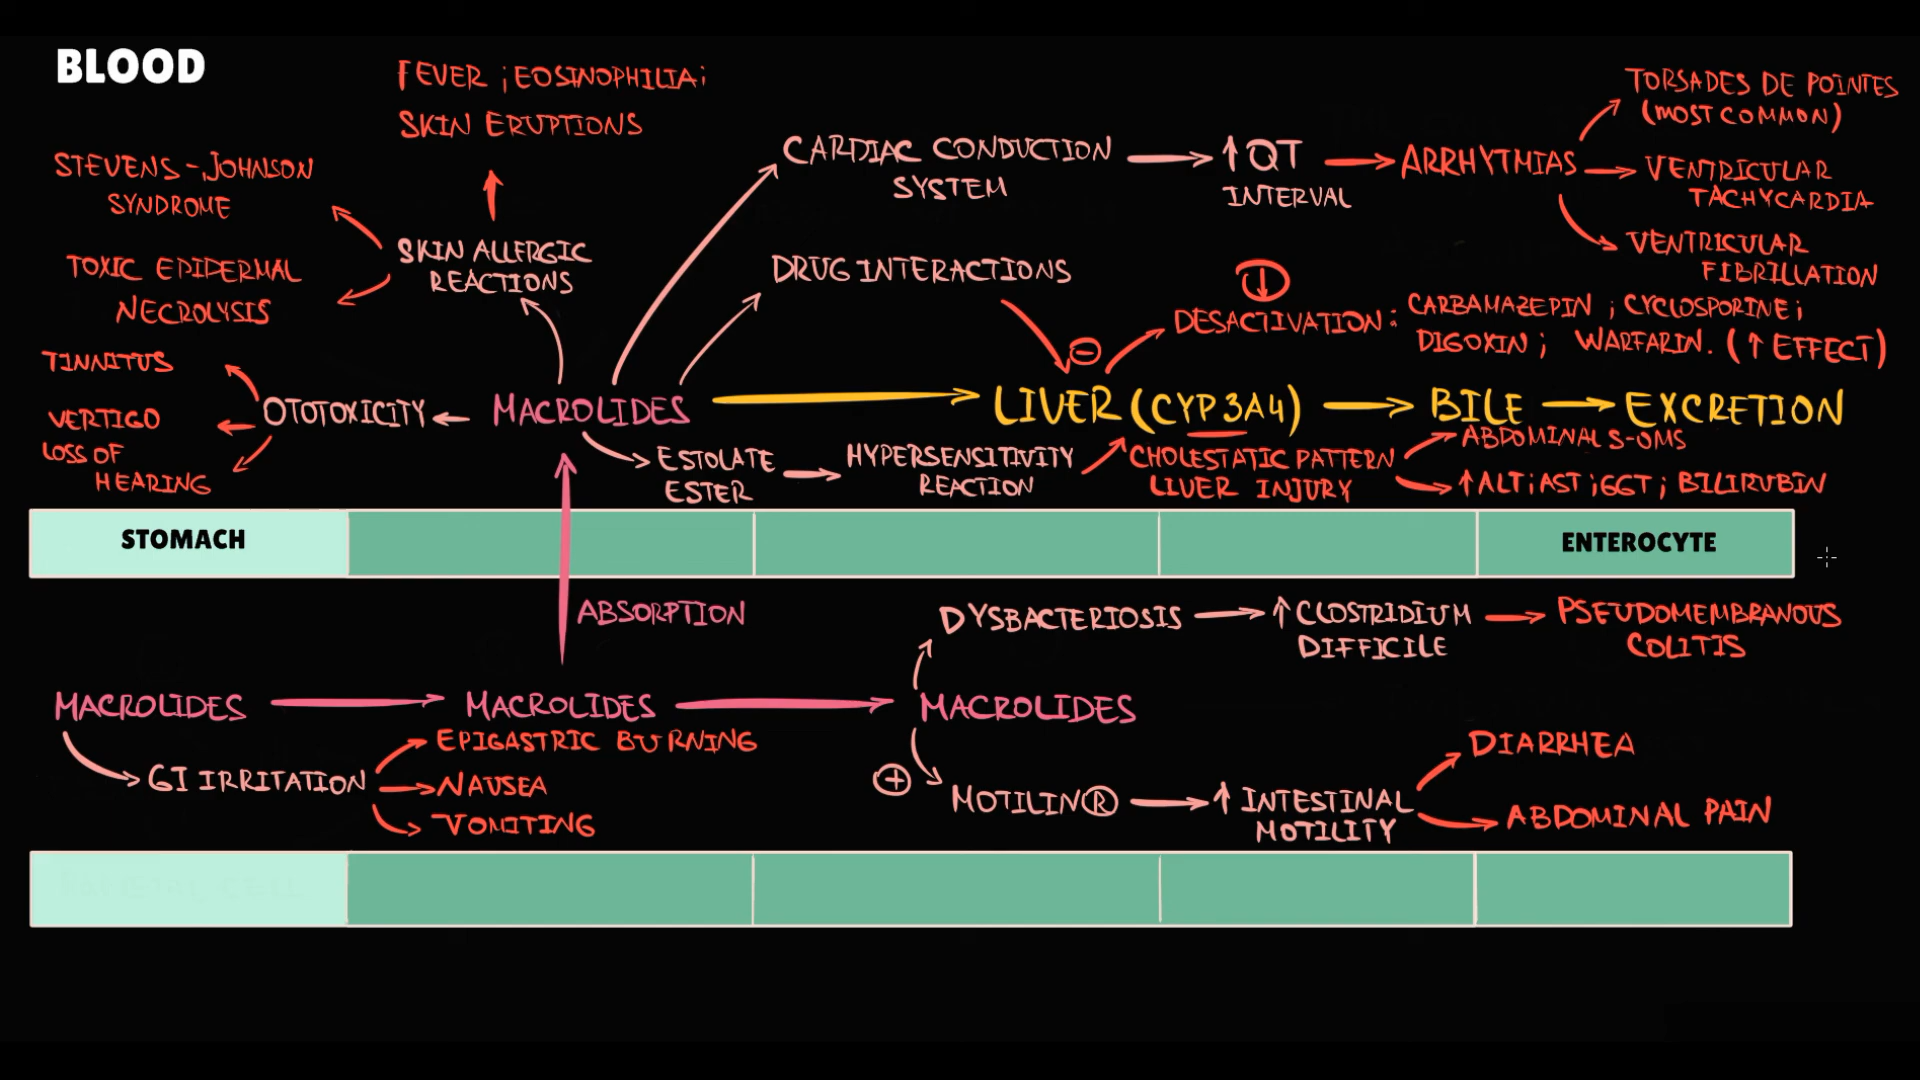 BLOOD
FEVER ; EOSINOPHILIA ;
SKIN ERUPTIONS
STEVENS-JOHNSON
SYNDROME
TOXIC EPIDERMAL
NECROLYSIS
SKIN ALLERGIC
REACTIONS
CARDIAC CONDUCTION
SYSTEM
↑ QT
INTERVAL
ARRHYTMIAS
TORSADES DE POINTES
(MOST COMMON)
VENTRICULAR
TACHYCARDIA
VENTRICULAR
FIBRILLATION
DRUG INTERACTIONS
↓
DESACTIVATION: CARBAMAZEPIN ; CYCLOSPORINE ;
DIGOXIN ; WARFARIN. (↑ EFFECT)
TINNITUS
VERTIGO
LOSS OF
HEARING
OTOTOXICITY
MACROLIDES
−
LIVER (CYP3A4)
BILE
EXCRETION
ESTOLATE
ESTER
HYPERSENSITIVITY
REACTION
CHOLESTATIC PATTERN
LIVER INJURY
ABDOMINAL S-OMS
↑ ALT ; AST ; GGT ; BILIRUBIN
STOMACH
ENTEROCYTE
ABSORPTION
DYSBACTERIOSIS
↑ CLOSTRIDIUM
DIFFICILE
PSEUDOMEMBRANOUS
COLITIS
MACROLIDES
MACROLIDES
MACROLIDES
GI IRRITATION
EPIGASTRIC BURNING
NAUSEA
VOMITING
+
MOTILIN ®
↑ INTESTINAL
MOTILITY
DIARRHEA
ABDOMINAL PAIN